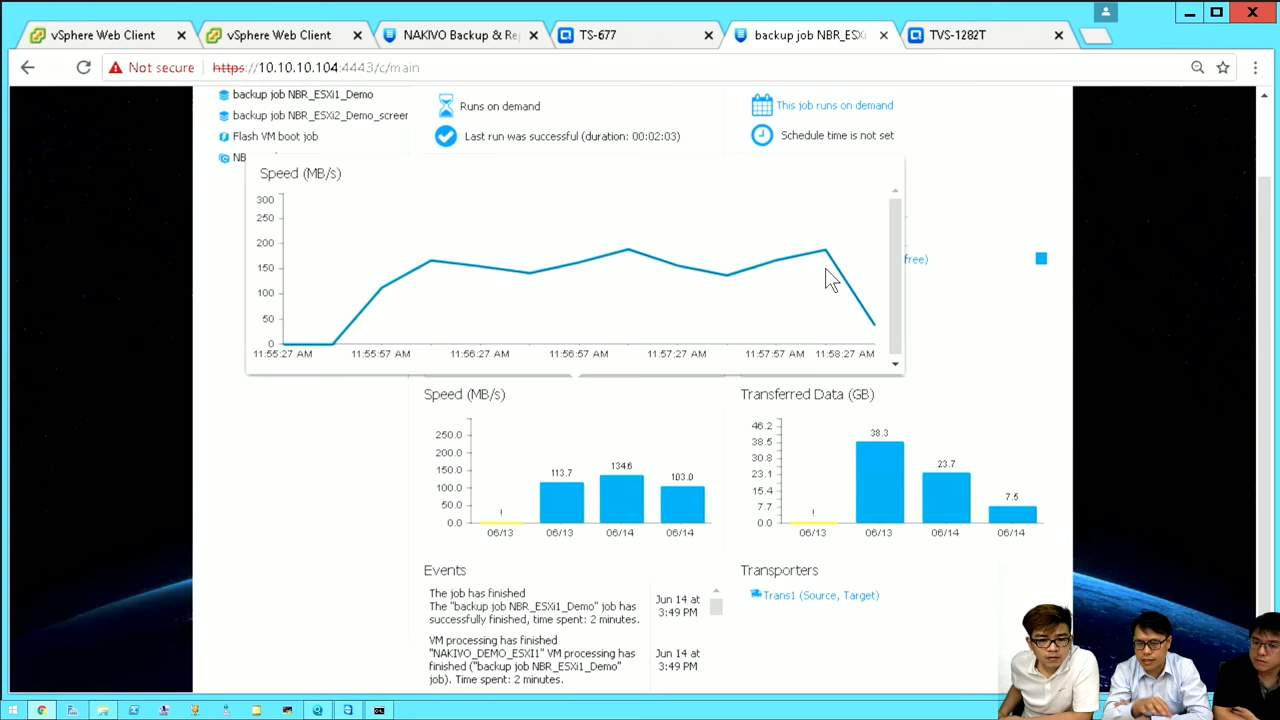 vSphere Web Client
vSphere Web Client
NAKIVO Backup & Re
TS-677
backup job NBR_ESXi
TVS-1282T
Not secure
https://10.10.10.104:4443/c/main
backup job NBR_ESXi1_Demo
backup job NBR_ESXi2_Demo_screer
Flash VM boot job
NB
Runs on demand
Last run was successful (duration: 00:02:03)
This job runs on demand
Schedule time is not set
Speed (MB/s)
300
250
200
150
100
50
0
11:55:27 AM
11:55:57 AM
11:56:27 AM
11:56:57 AM
11:57:27 AM
11:57:57 AM
11:58:27 AM
free)
Speed (MB/s)
250.0
200.0
150.0
100.0
50.0
0.0
!
113.7
134.6
103.0
06/13
06/13
06/14
06/14
Transferred Data (GB)
46.2
38.5
30.8
23.1
15.4
7.7
0.0
!
38.3
23.7
7.5
06/13
06/13
06/14
06/14
Events
The job has finished
The "backup job NBR_ESXi1_Demo" job has
successfully finished, time spent: 2 minutes.
Jun 14 at
3:49 PM
VM processing has finished
"NAKIVO_DEMO_ESXI1" VM processing has
finished ("backup job NBR_ESXi1_Demo"
job). Time spent: 2 minutes.
Jun 14 at
3:49 PM
Transporters
Trans1 (Source, Target)